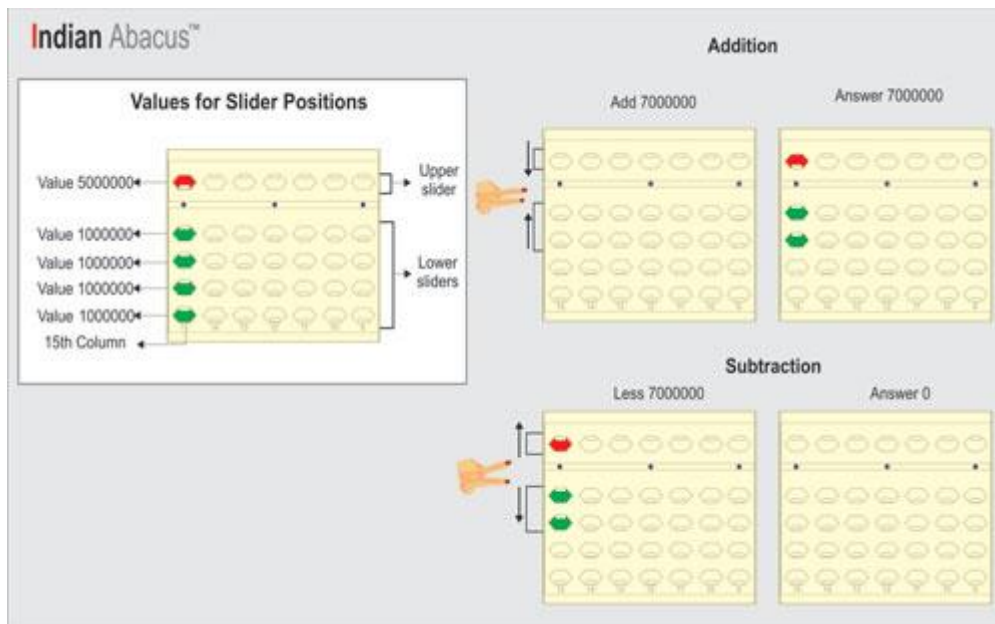 Indian Abacus™
Values for Slider Positions
Value 5000000
Upper slider
Value 1000000
Value 1000000
Value 1000000
Value 1000000
Lower sliders
15th Column
Addition
Add 7000000
Answer 7000000
Subtraction
Less 7000000
Answer 0